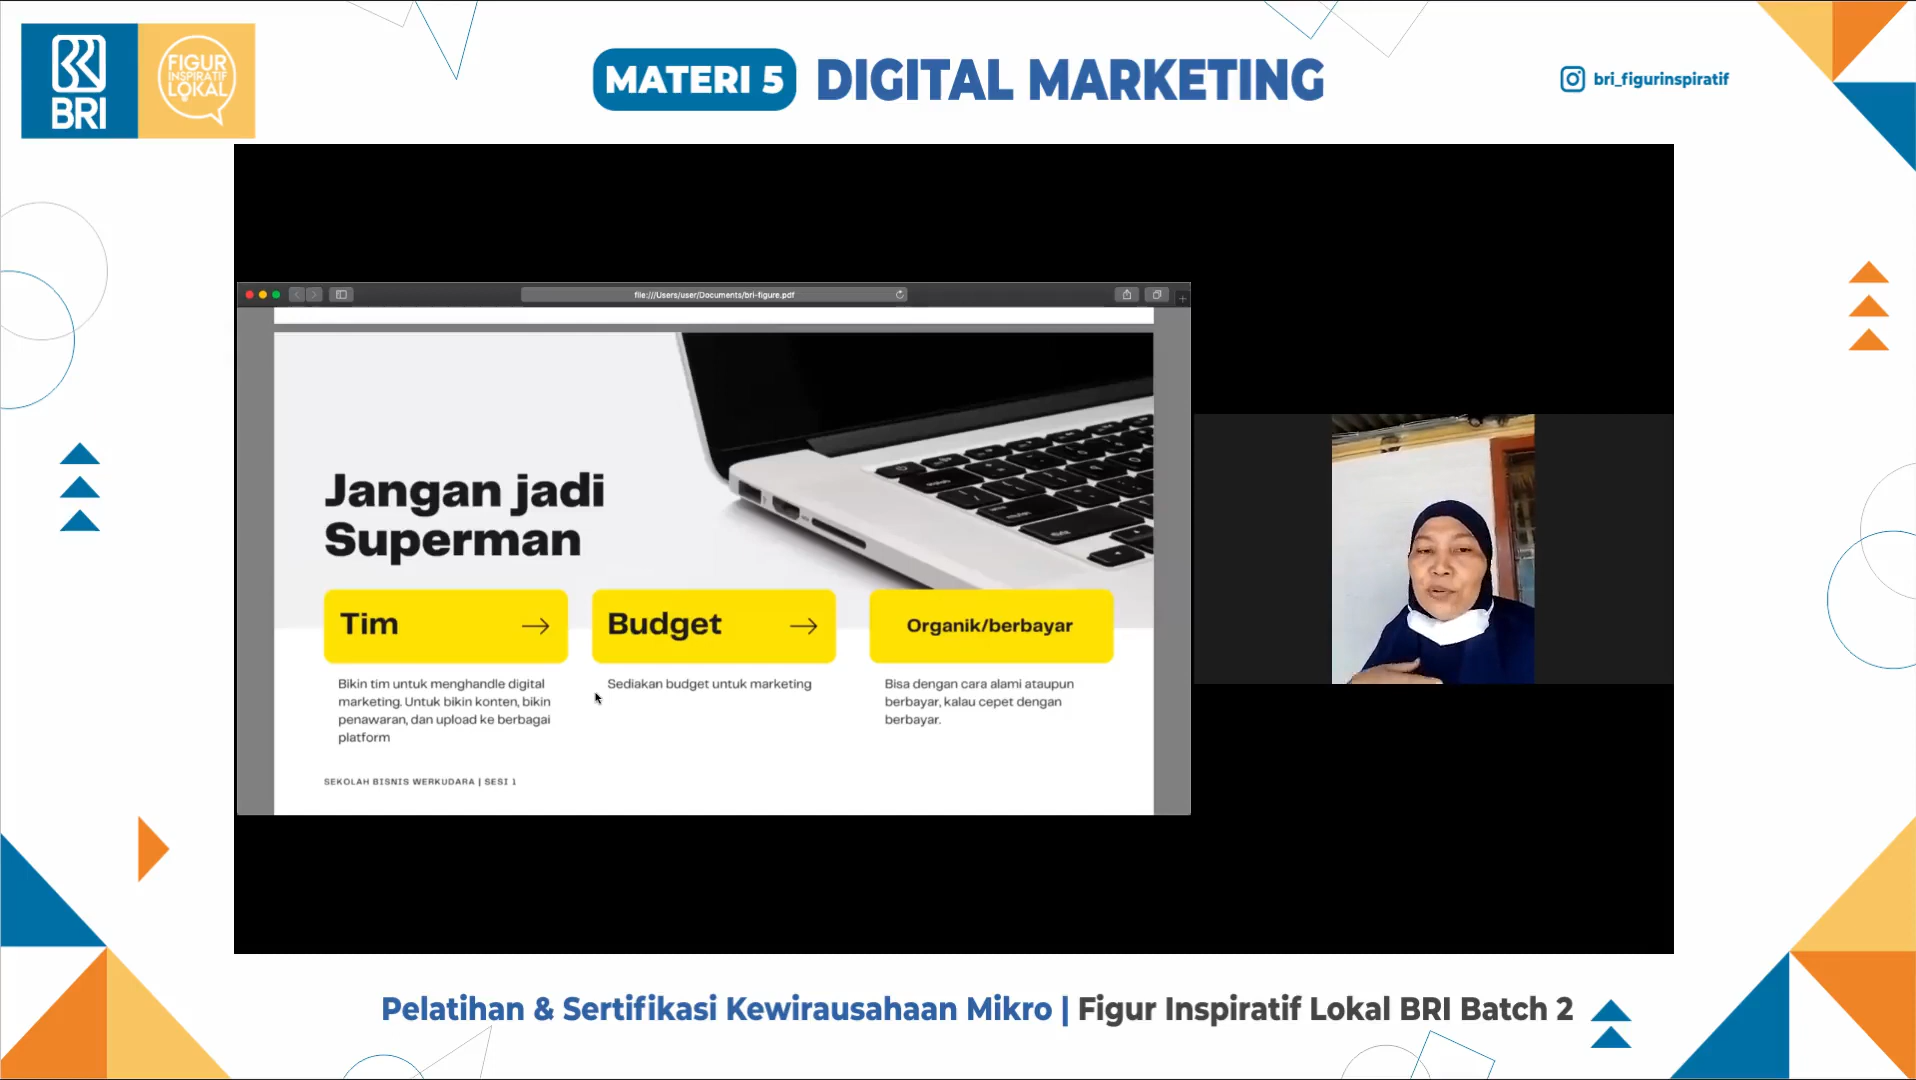 BRI
FIGUR
INSPIRATIF
LOKAL
MATERI 5 DIGITAL MARKETING
bri_figurinspiratif
file:///Users/user/Documents/bri-figure.pdf
Jangan jadi
Superman
Tim
Bikin tim untuk menghandle digital
marketing. Untuk bikin konten, bikin
penawaran, dan upload ke berbagai
platform
Budget
Sediakan budget untuk marketing
Organik/berbayar
Bisa dengan cara alami ataupun
berbayar, kalau cepet dengan
berbayar.
SEKOLAH BISNIS WERKUDARA | SESI 1
Pelatihan & Sertifikasi Kewirausahaan Mikro | Figur Inspiratif Lokal BRI Batch 2